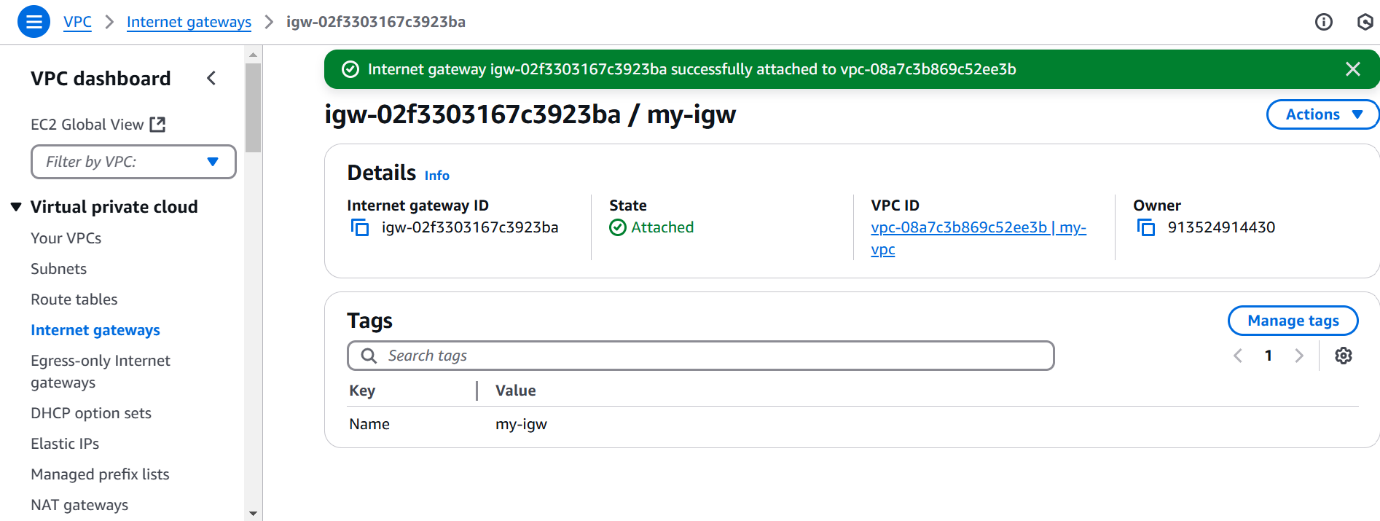 VPC > Internet gateways > igw-02f3303167c3923ba
VPC dashboard
EC2 Global View
Filter by VPC:
Virtual private cloud
Your VPCs
Subnets
Route tables
Internet gateways
Egress-only Internet
gateways
DHCP option sets
Elastic IPs
Managed prefix lists
NAT gateways
Internet gateway igw-02f3303167c3923ba successfully attached to vpc-08a7c3b869c52ee3b
igw-02f3303167c3923ba / my-igw
Actions
Details Info
Internet gateway ID
igw-02f3303167c3923ba
State
Attached
VPC ID
vpc-08a7c3b869c52ee3b | my-
vpc
Owner
913524914430
Tags
Manage tags
Search tags
1
Key Value
Name my-igw